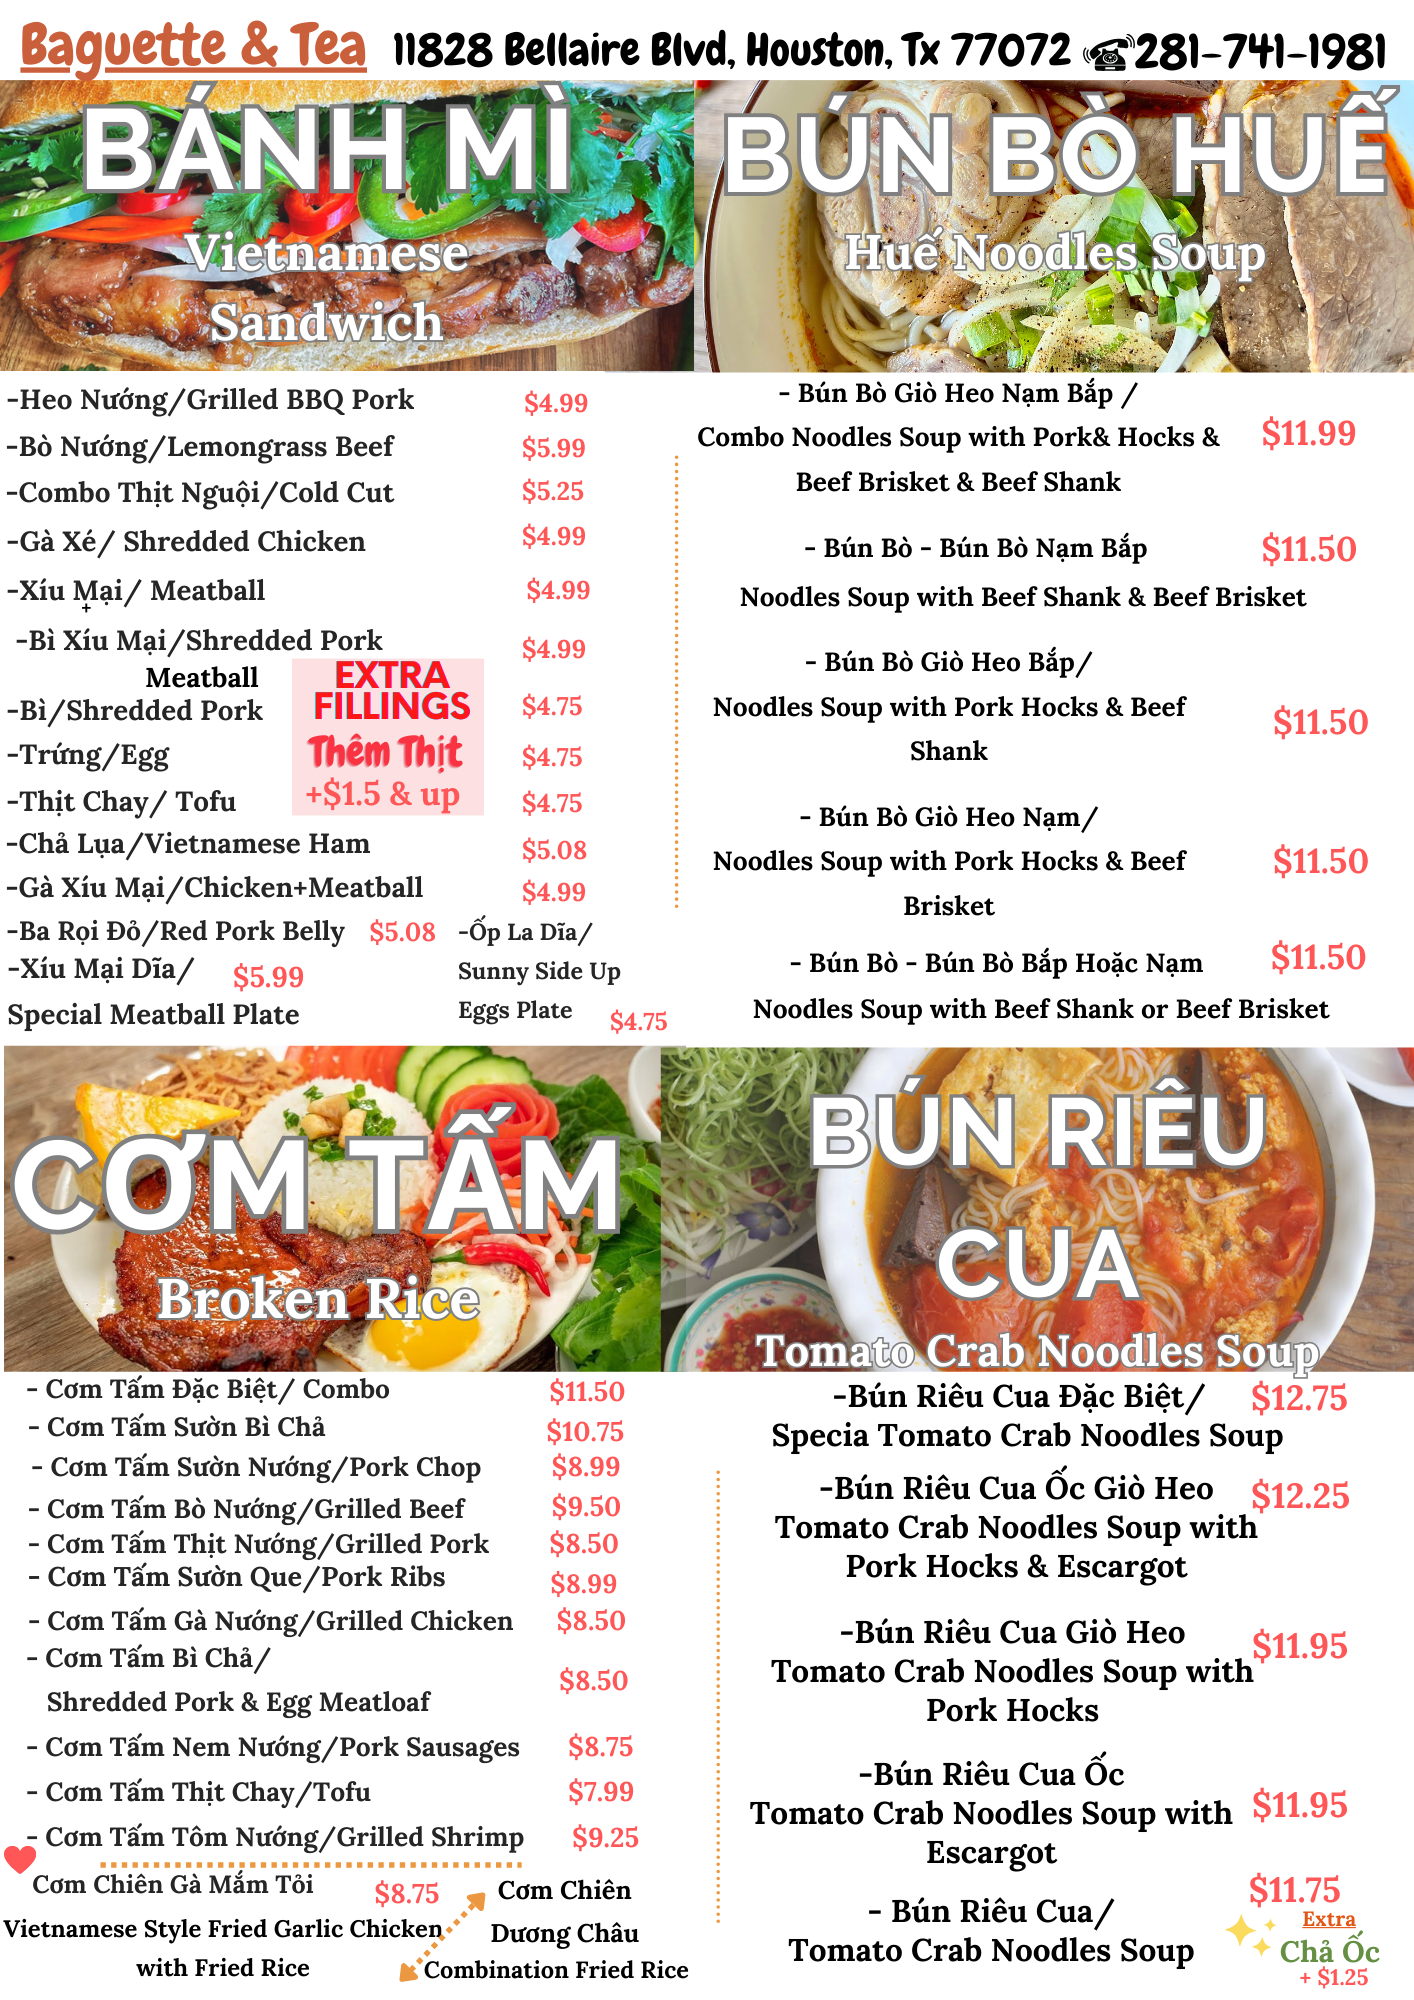 Baguette & Tea 11828 Bellaire Blvd, Houston, Tx 77072 ☎281-741-1981
BÁNH MÌ
Vietnamese
Sandwich
-Heo Nướng/Grilled BBQ Pork $4.99
-Bò Nướng/Lemongrass Beef $5.99
-Combo Thịt Nguội/Cold Cut $5.25
-Gà Xé/ Shredded Chicken $4.99
-Xíu Mại/ Meatball $4.99
+
-Bì Xíu Mại/Shredded Pork $4.99
Meatball
-Bì/Shredded Pork $4.75
-Trứng/Egg $4.75
-Thịt Chay/ Tofu $4.75
EXTRA
FILLINGS
Thêm Thịt
+$1.5 & up
-Chả Lụa/Vietnamese Ham $5.08
-Gà Xíu Mại/Chicken+Meatball $4.99
-Ba Rọi Đỏ/Red Pork Belly $5.08
-Xíu Mại Dĩa/ $5.99
Special Meatball Plate
-Ốp La Dĩa/
Sunny Side Up
Eggs Plate $4.75
BÚN BÒ HUẾ
Huế Noodles Soup
- Bún Bò Giò Heo Nạm Bắp /
Combo Noodles Soup with Pork& Hocks & $11.99
Beef Brisket & Beef Shank
- Bún Bò - Bún Bò Nạm Bắp $11.50
Noodles Soup with Beef Shank & Beef Brisket
- Bún Bò Giò Heo Bắp/
Noodles Soup with Pork Hocks & Beef $11.50
Shank
- Bún Bò Giò Heo Nạm/
Noodles Soup with Pork Hocks & Beef $11.50
Brisket
- Bún Bò - Bún Bò Bắp Hoặc Nạm $11.50
Noodles Soup with Beef Shank or Beef Brisket
CƠM TẤM
Broken Rice
- Cơm Tấm Đặc Biệt/ Combo $11.50
- Cơm Tấm Sườn Bì Chả $10.75
- Cơm Tấm Sườn Nướng/Pork Chop $8.99
- Cơm Tấm Bò Nướng/Grilled Beef $9.50
- Cơm Tấm Thịt Nướng/Grilled Pork $8.50
- Cơm Tấm Sườn Que/Pork Ribs $8.99
- Cơm Tấm Gà Nướng/Grilled Chicken $8.50
- Cơm Tấm Bì Chả/
Shredded Pork & Egg Meatloaf $8.50
- Cơm Tấm Nem Nướng/Pork Sausages $8.75
- Cơm Tấm Thịt Chay/Tofu $7.99
- Cơm Tấm Tôm Nướng/Grilled Shrimp $9.25
Cơm Chiên Gà Mắm Tỏi $8.75
Vietnamese Style Fried Garlic Chicken
with Fried Rice
Cơm Chiên
Dương Châu
Combination Fried Rice
BÚN RIÊU
CUA
Tomato Crab Noodles Soup
-Bún Riêu Cua Đặc Biệt/ $12.75
Specia Tomato Crab Noodles Soup
-Bún Riêu Cua Ốc Giò Heo $12.25
Tomato Crab Noodles Soup with
Pork Hocks & Escargot
-Bún Riêu Cua Giò Heo $11.95
Tomato Crab Noodles Soup with
Pork Hocks
-Bún Riêu Cua Ốc
Tomato Crab Noodles Soup with $11.95
Escargot
- Bún Riêu Cua/ $11.75
Tomato Crab Noodles Soup
Extra
Chả Ốc
+ $1.25